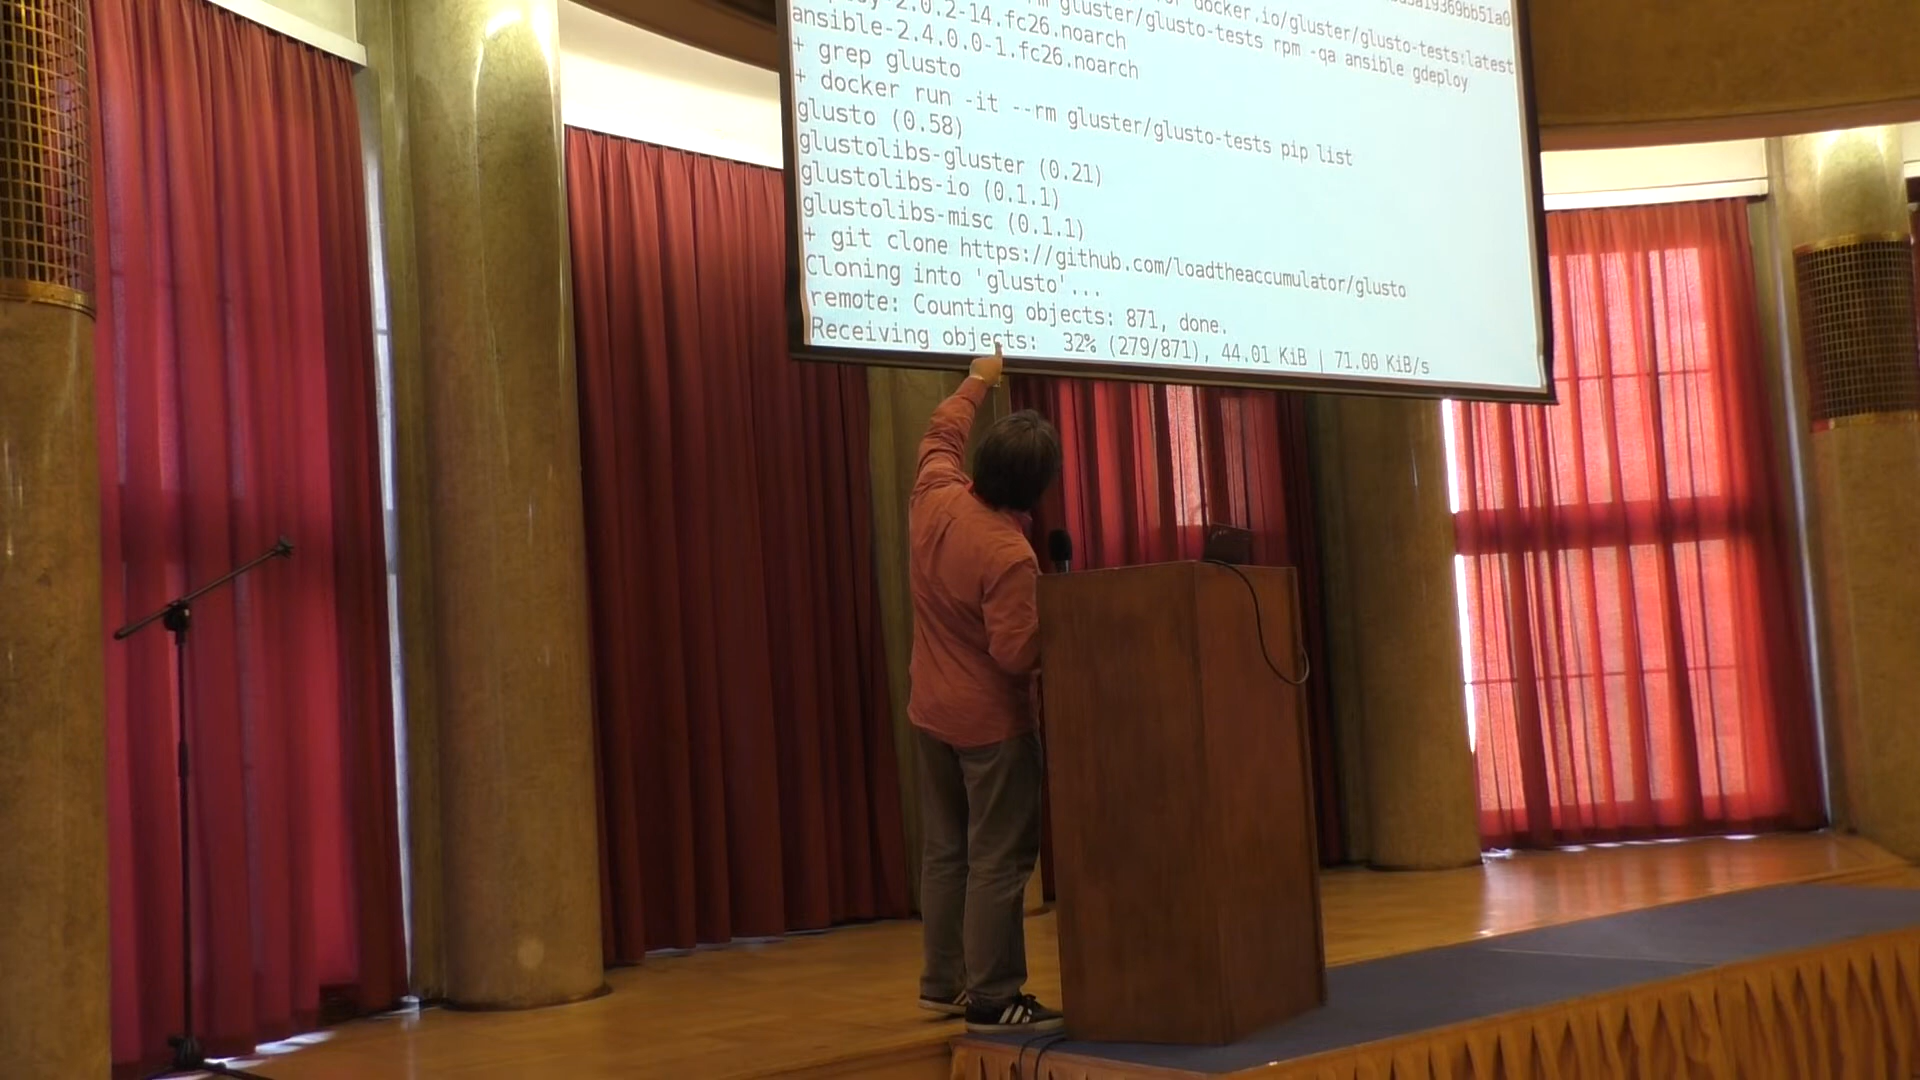 docker.io/gluster/glusto-tests:latest
gluster/glusto-tests rpm -qa ansible gdeploy
2.0.2-14.fc26.noarch
ansible-2.4.0.0-1.fc26.noarch
+ grep glusto
+ docker run -it --rm gluster/glusto-tests pip list
glusto (0.58)
glustolibs-gluster (0.21)
glustolibs-io (0.1.1)
glustolibs-misc (0.1.1)
+ git clone https://github.com/loadtheaccumulator/glusto
Cloning into 'glusto'...
remote: Counting objects: 871, done.
Receiving objects: 32% (279/871), 44.01 KiB | 71.00 KiB/s